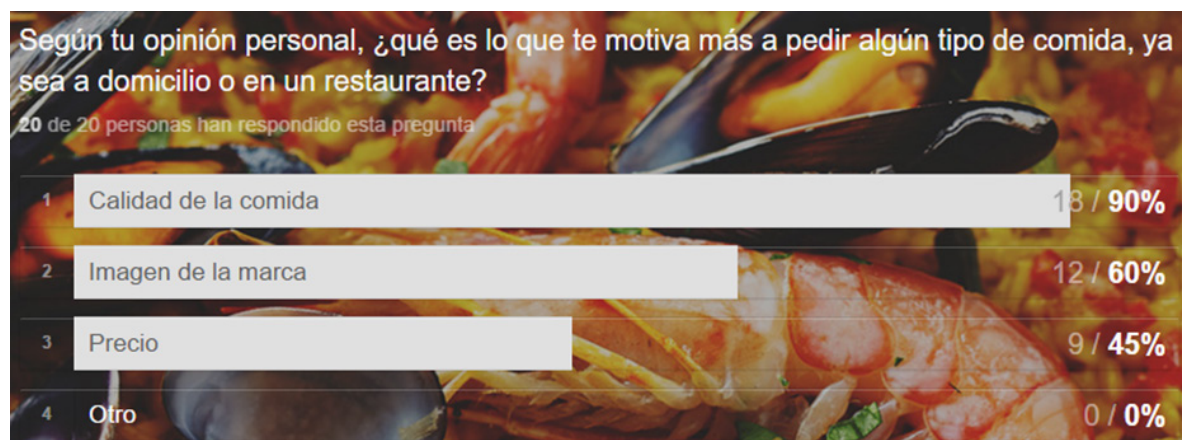 Según tu opinión personal, ¿qué es lo que te motiva más a pedir algún tipo de comida, ya
sea a domicilio o en un restaurante?
20 de 20 personas han respondido esta pregunta
1 Calidad de la comida 18 / 90%
2 Imagen de la marca 12 / 60%
3 Precio 9 / 45%
4 Otro 0 / 0%